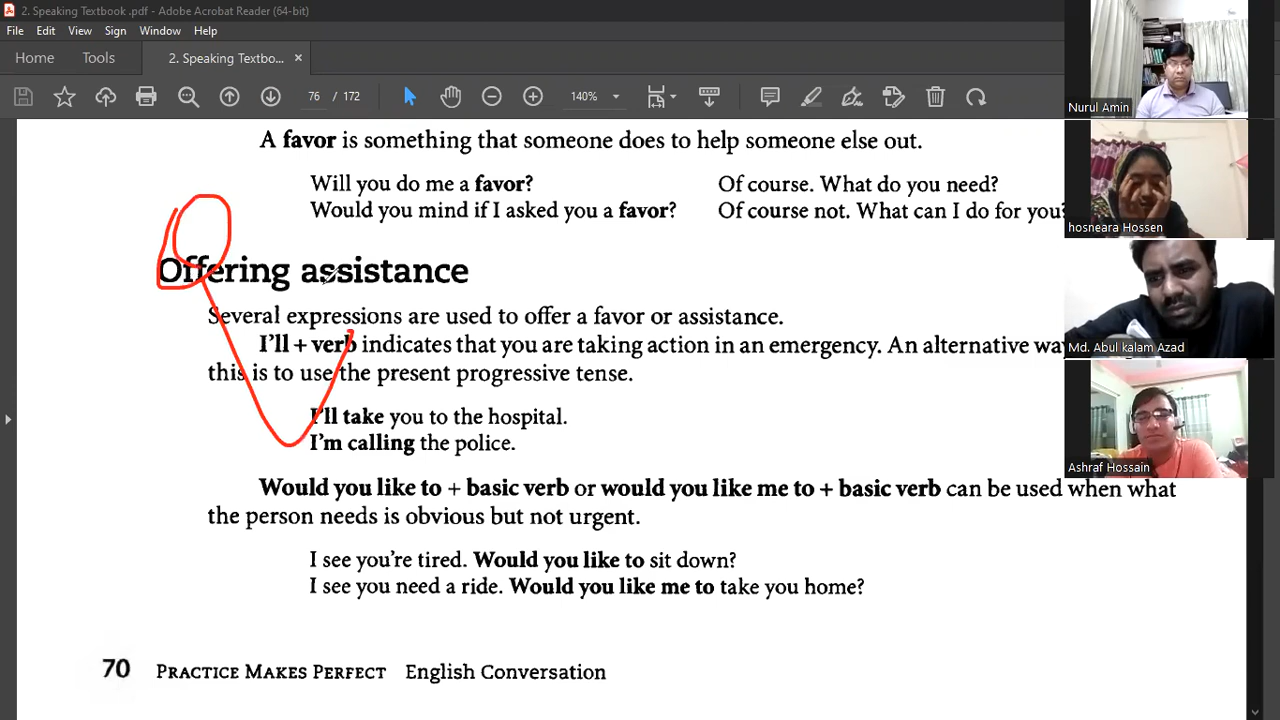 2. Speaking Textbook .pdf - Adobe Acrobat Reader (64-bit)
File Edit View Sign Window Help
Home Tools 2. Speaking Textbo... ×
76 / 172 140%
A favor is something that someone does to help someone else out.
Will you do me a favor? Of course. What do you need?
Would you mind if I asked you a favor? Of course not. What can I do for you?
Offering assistance
Several expressions are used to offer a favor or assistance.
I'll + verb indicates that you are taking action in an emergency. An alternative
this is to use the present progressive tense.
I'll take you to the hospital.
I'm calling the police.
Would you like to + basic verb or would you like me to + basic verb can be used when what
the person needs is obvious but not urgent.
I see you're tired. Would you like to sit down?
I see you need a ride. Would you like me to take you home?
70 PRACTICE MAKES PERFECT English Conversation
Nurul Amin
hosneara Hossen
Md. Abul kalam Azad
Ashraf Hossain